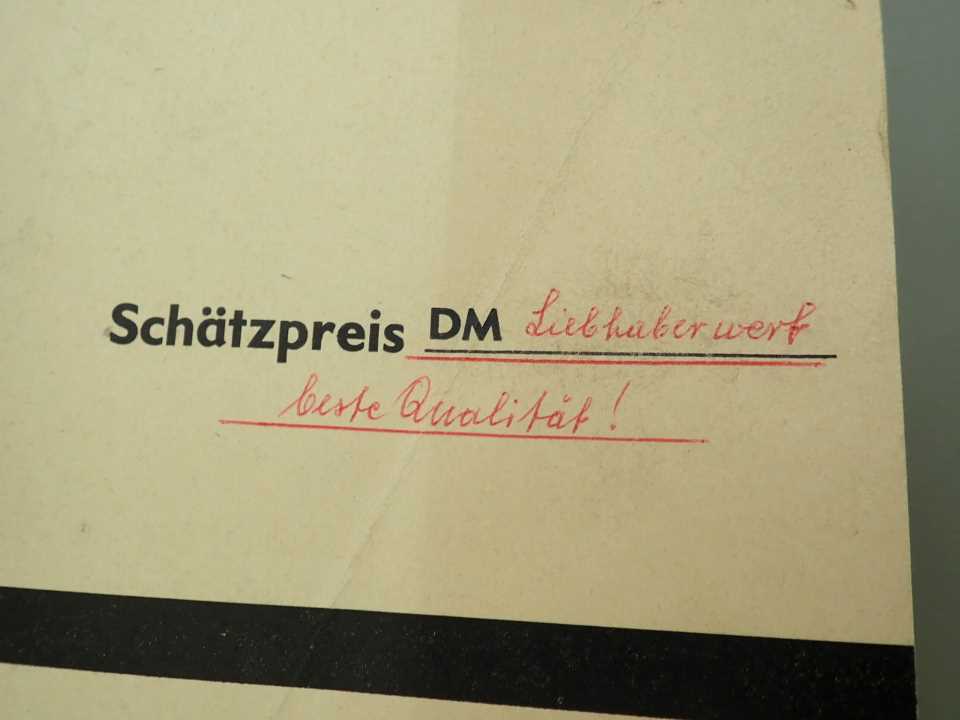 Schätzpreis DM Liebhaberwert
beste Qualität!